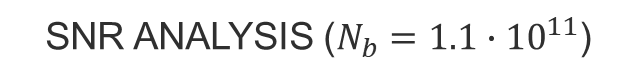 SNR ANALYSIS (𝑁_𝑏 = 1.1 · 10^11)